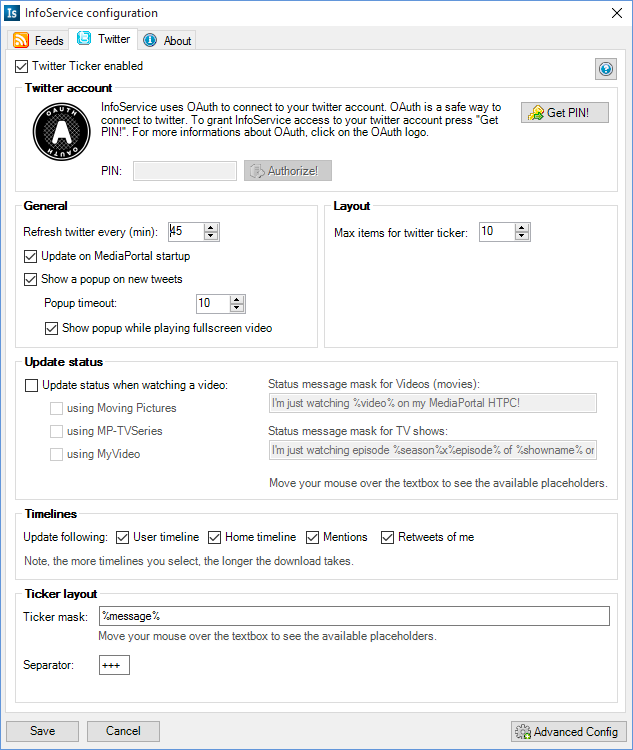 Is InfoService configuration
Feeds Twitter About
Twitter Ticker enabled
Twitter account
OAUTH
A
OAUTH
InfoService uses OAuth to connect to your twitter account. OAuth is a safe way to
connect to twitter. To grant InfoService access to your twitter account press "Get
PIN!". For more informations about OAuth, click on the OAuth logo.
Get PIN!
PIN: Authorize!
General
Refresh twitter every (min): 45
Update on MediaPortal startup
Show a popup on new tweets
Popup timeout: 10
Show popup while playing fullscreen video
Layout
Max items for twitter ticker: 10
Update status
Update status when watching a video:
using Moving Pictures
using MP-TVSeries
using MyVideo
Status message mask for Videos (movies):
I'm just watching %video% on my MediaPortal HTPC!
Status message mask for TV shows:
I'm just watching episode %season%x%episode% of %showname% or
Move your mouse over the textbox to see the available placeholders.
Timelines
Update following: User timeline Home timeline Mentions Retweets of me
Note, the more timelines you select, the longer the download takes.
Ticker layout
Ticker mask: %message%
Move your mouse over the textbox to see the available placeholders.
Separator: +++
Save Cancel Advanced Config